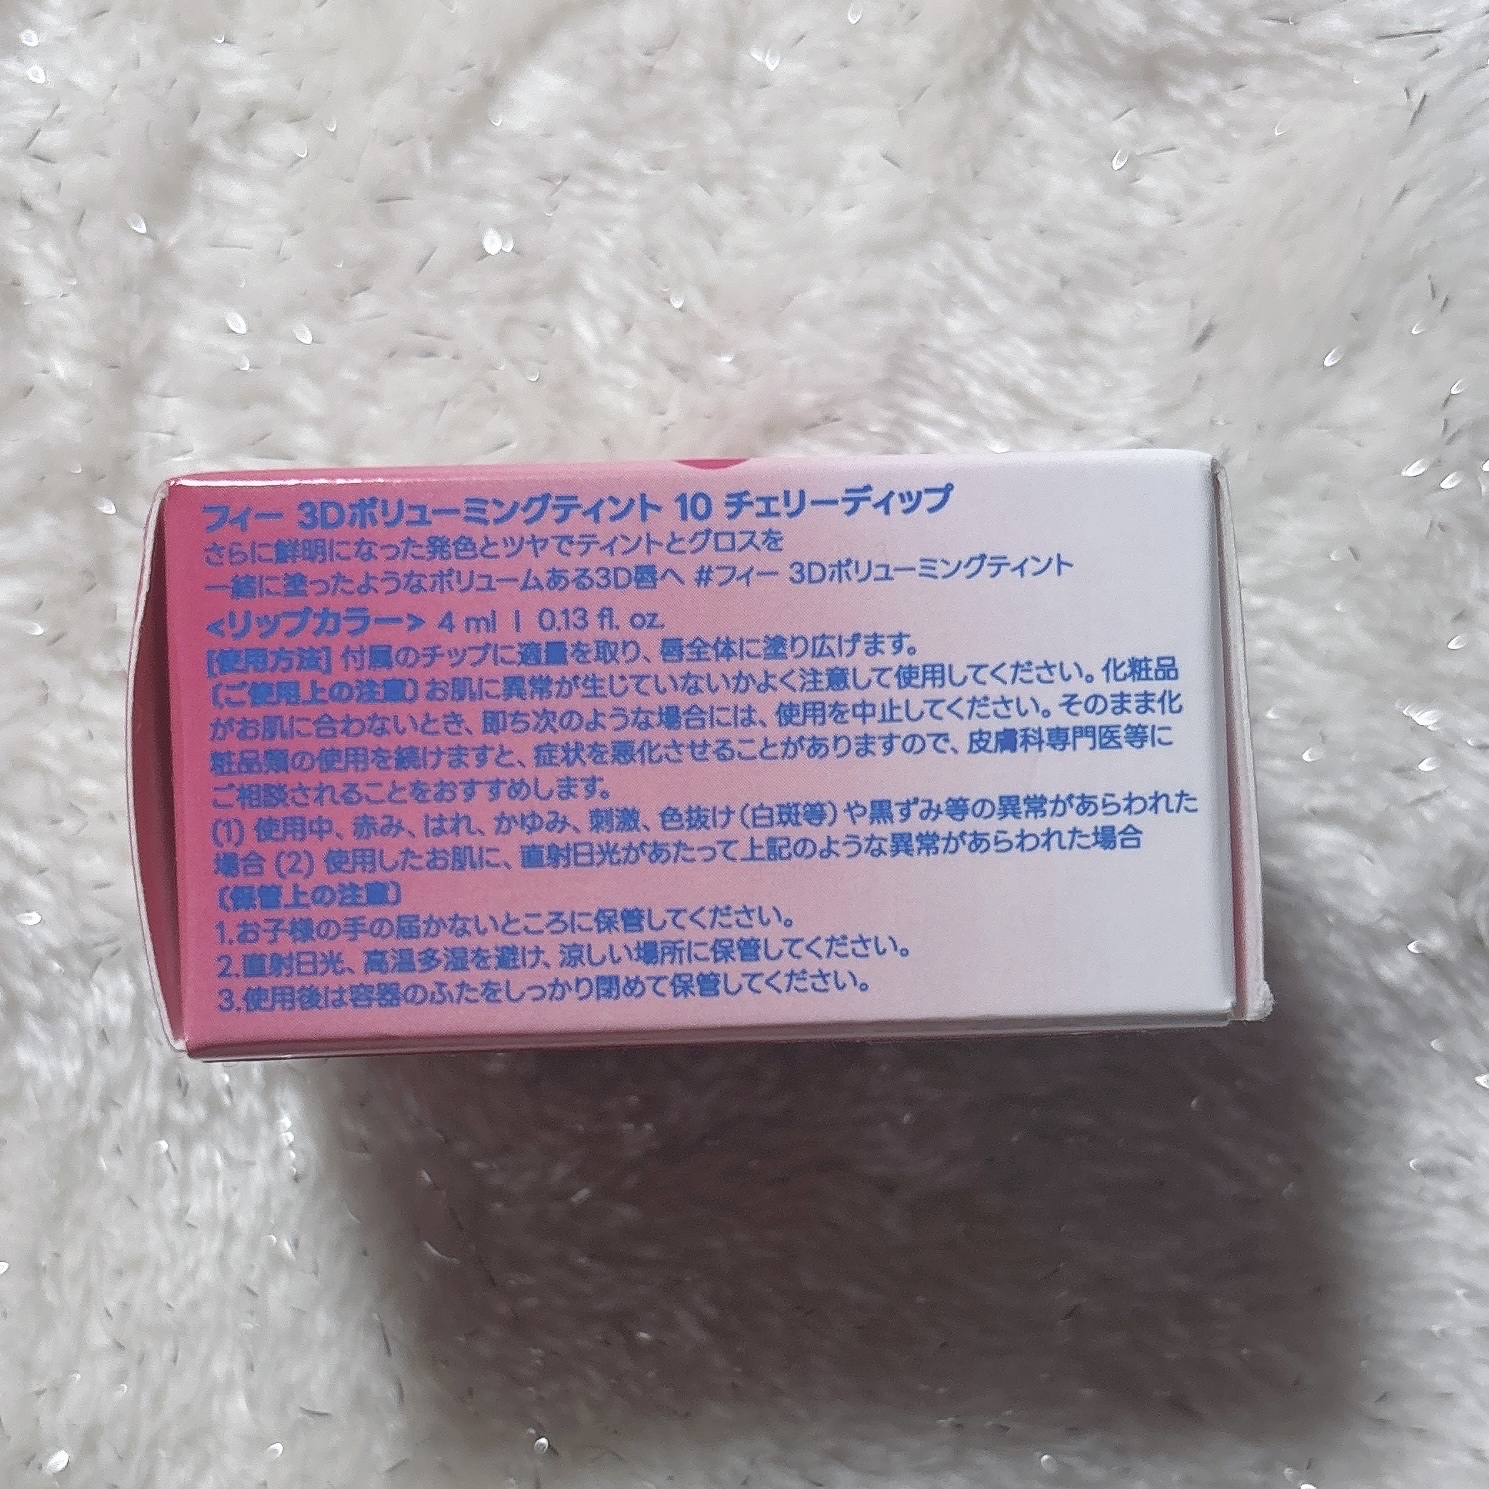 フィー 3Dボリューミングティント 10 チェリーディップ
さらに鮮明になった発色とツヤでティントとグロスを
一緒に塗ったようなボリュームある3D唇へ #フィー 3Dボリューミングティント
<リップカラー> 4 ml | 0.13 fl. oz.
[使用方法] 付属のチップに適量を取り、唇全体に塗り広げます。
〔ご使用上の注意〕お肌に異常が生じていないかよく注意して使用してください。化粧品
がお肌に合わないとき、即ち次のような場合には、使用を中止してください。そのまま化
粧品類の使用を続けますと、症状を悪化させることがありますので、皮膚科専門医等に
ご相談されることをおすすめします。
(1) 使用中、赤み、はれ、かゆみ、刺激、色抜け(白斑等)や黒ずみ等の異常があらわれた
場合 (2) 使用したお肌に、直射日光があたって上記のような異常があらわれた場合
〔保管上の注意〕
1.お子様の手の届かないところに保管してください。
2.直射日光、高温多湿を避け、涼しい場所に保管してください。
3.使用後は容器のふたをしっかり閉めて保管してください。